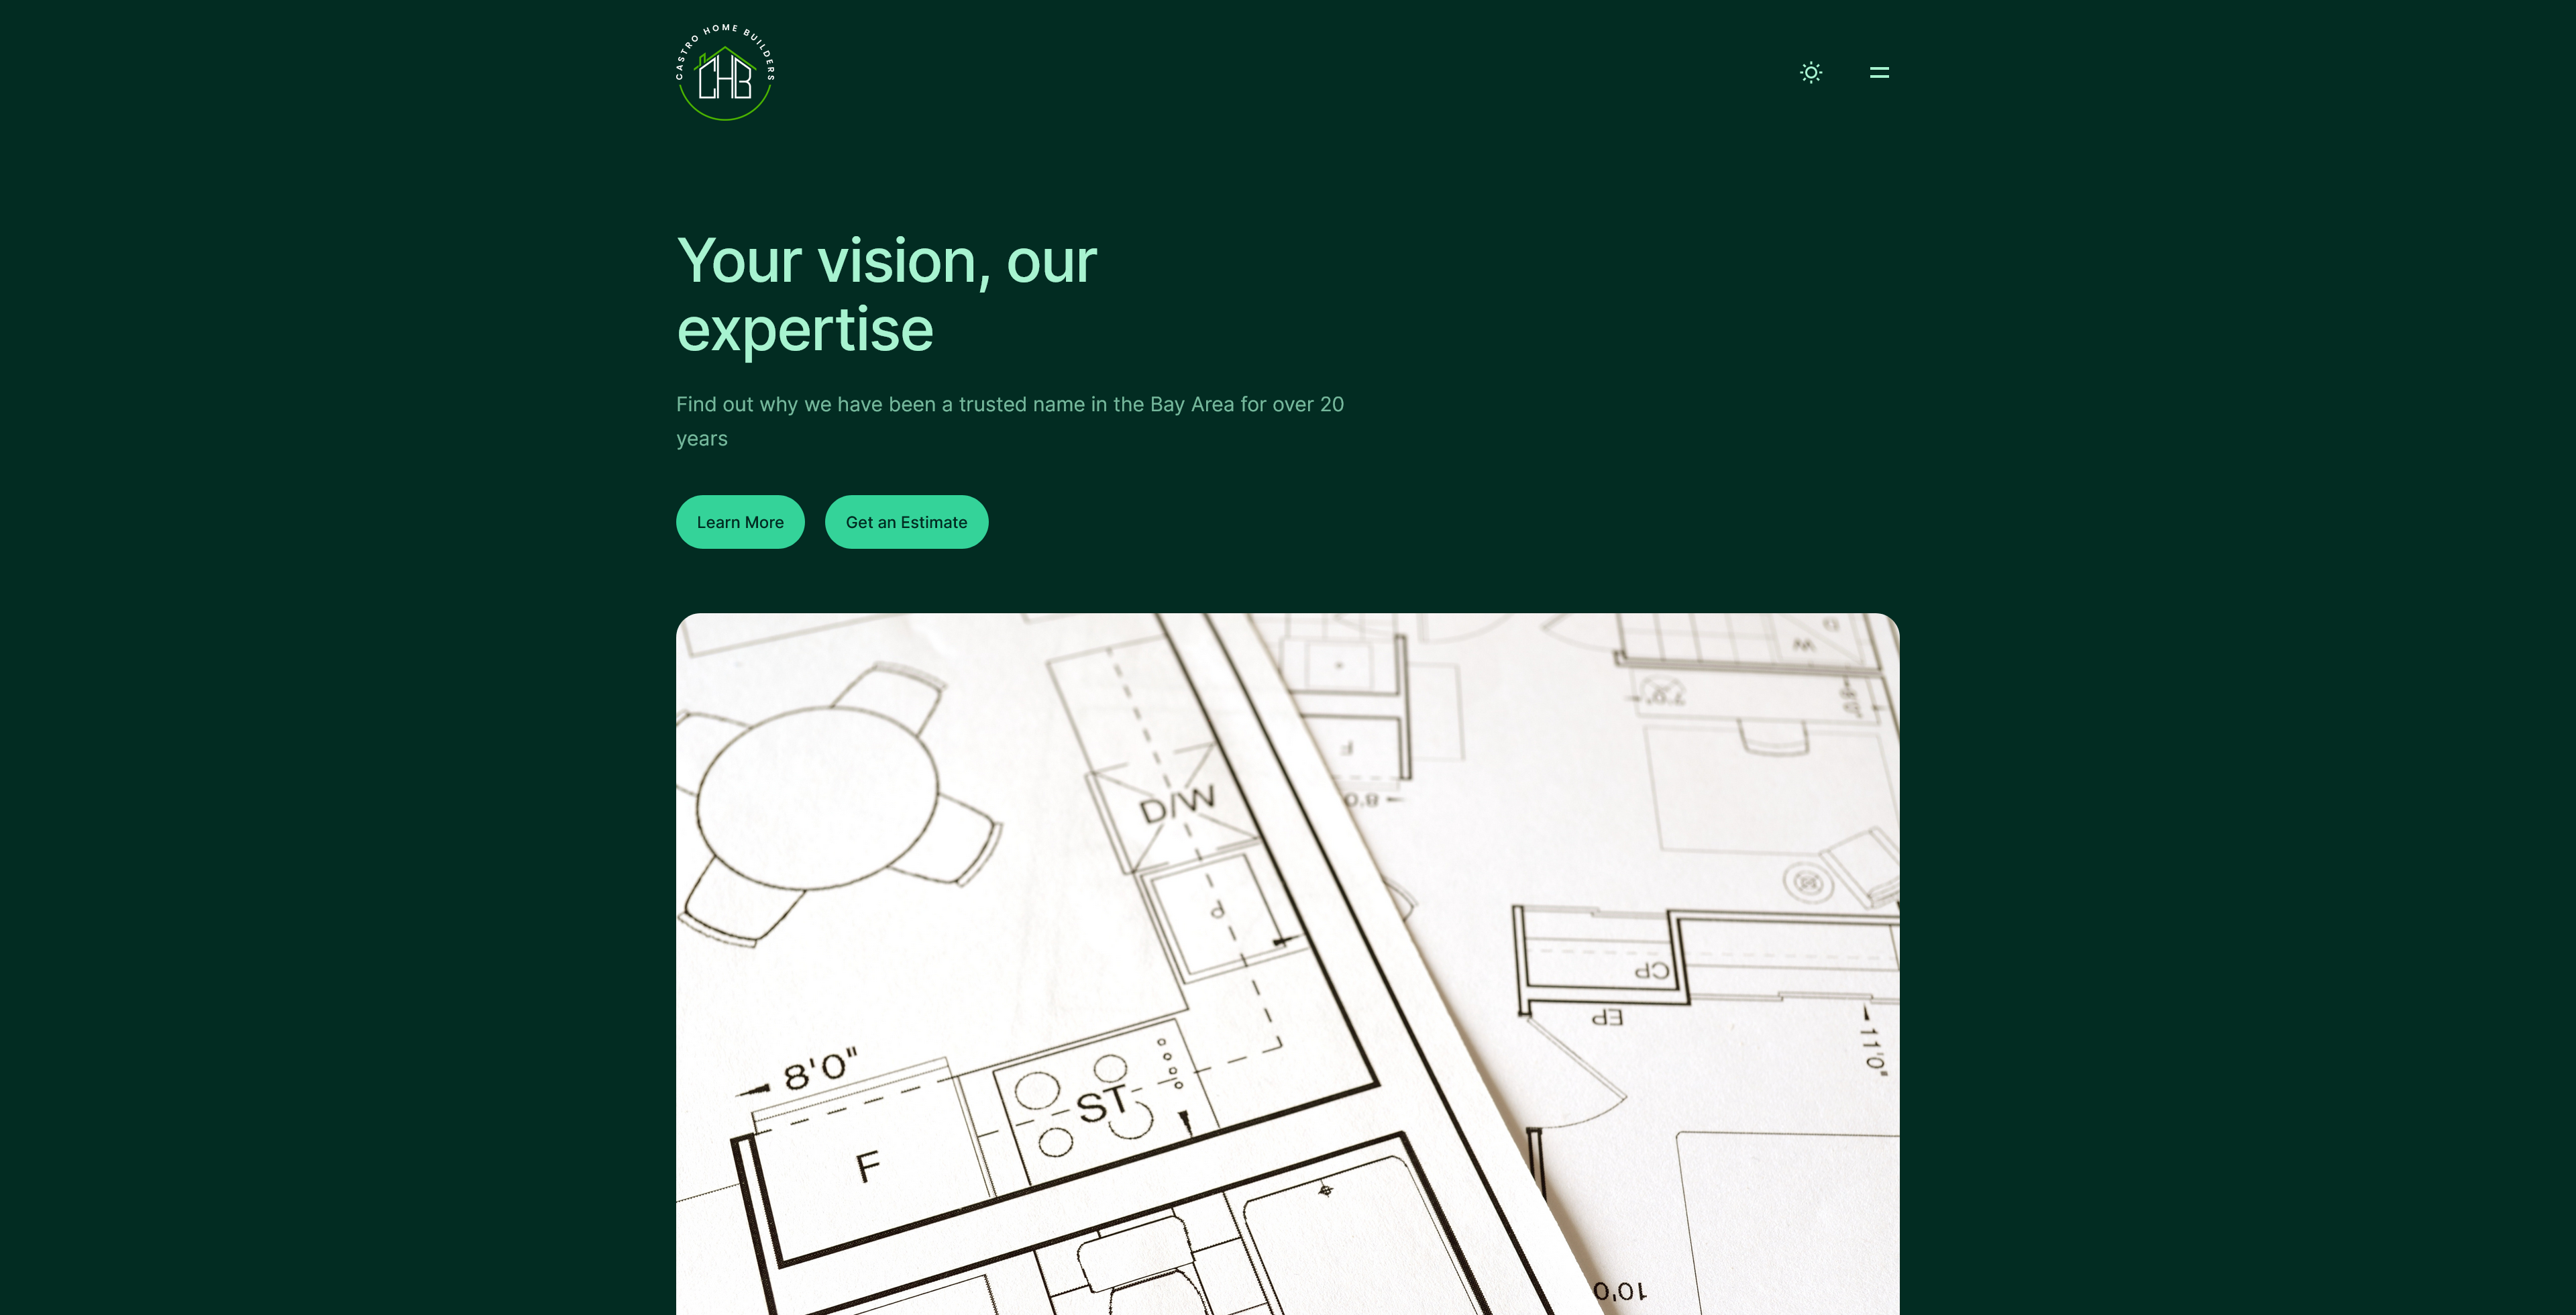 CASTRO HOME BUILDERS
CHB
Your vision, our
expertise
Find out why we have been a trusted name in the Bay Area for over 20
years
Learn More
Get an Estimate
D
W
7'0"
F
8'0
D/W
P
CP
EP
11'0"
8'0"
ST
F
10'0